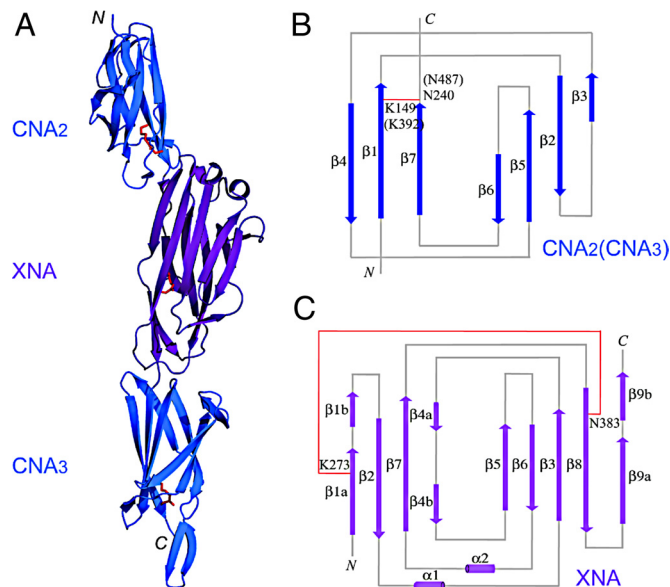 A
N
CNA2
XNA
CNA3
C
B
C
(N487)
K149 N240
(K392)
β3
β4
β1
β7
β6
β5
β2
N
CNA2(CNA3)
C
C
β1b
β4a
β9b
K273
N383
β1a
β2
β7
β4b
β5
β6
β3
β8
β9a
N
α1
α2
XNA